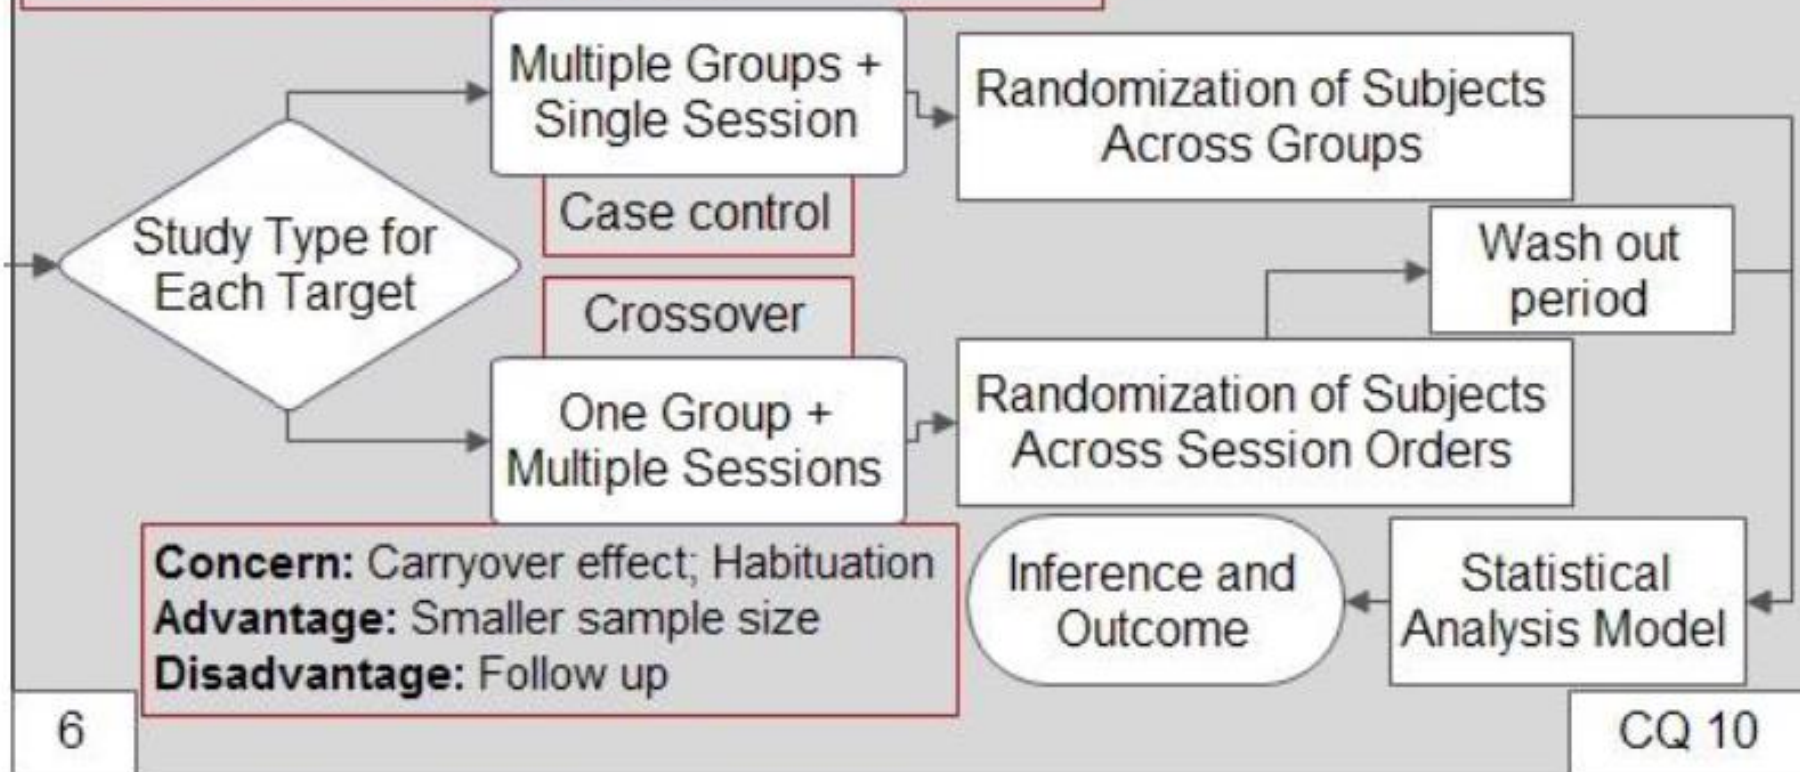 Multiple Groups +
Single Session
Randomization of Subjects
Across Groups
Case control
Study Type for
Each Target
Wash out
period
Crossover
One Group +
Multiple Sessions
Randomization of Subjects
Across Session Orders
Concern: Carryover effect; Habituation
Advantage: Smaller sample size
Disadvantage: Follow up
Inference and
Outcome
Statistical
Analysis Model
6
CQ 10